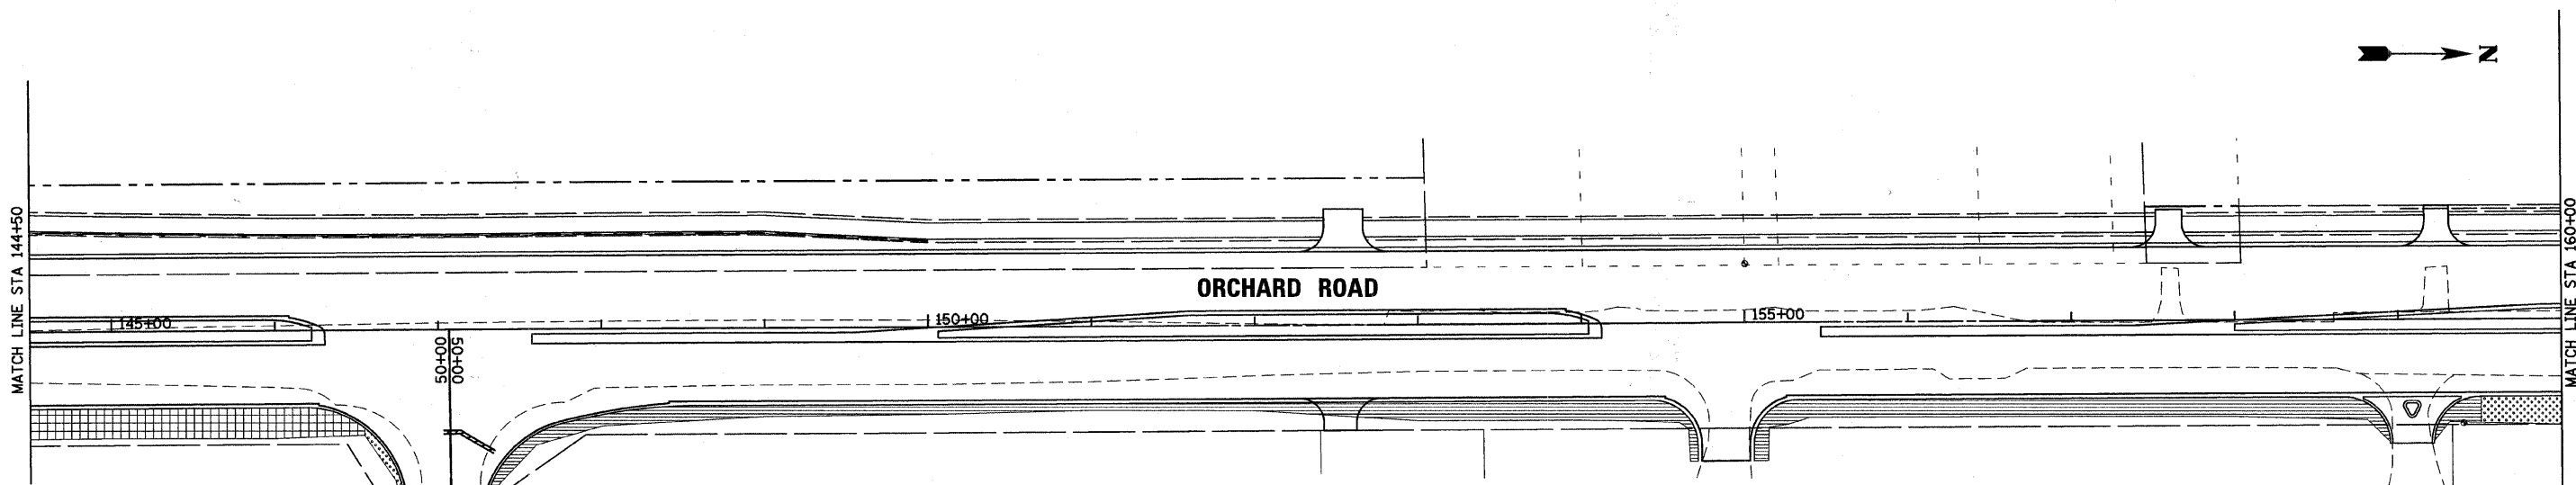 N
MATCH LINE STA 144+50
MATCH LINE STA 160+00
ORCHARD ROAD
145+00
150+00
155+00
50+00
50+00